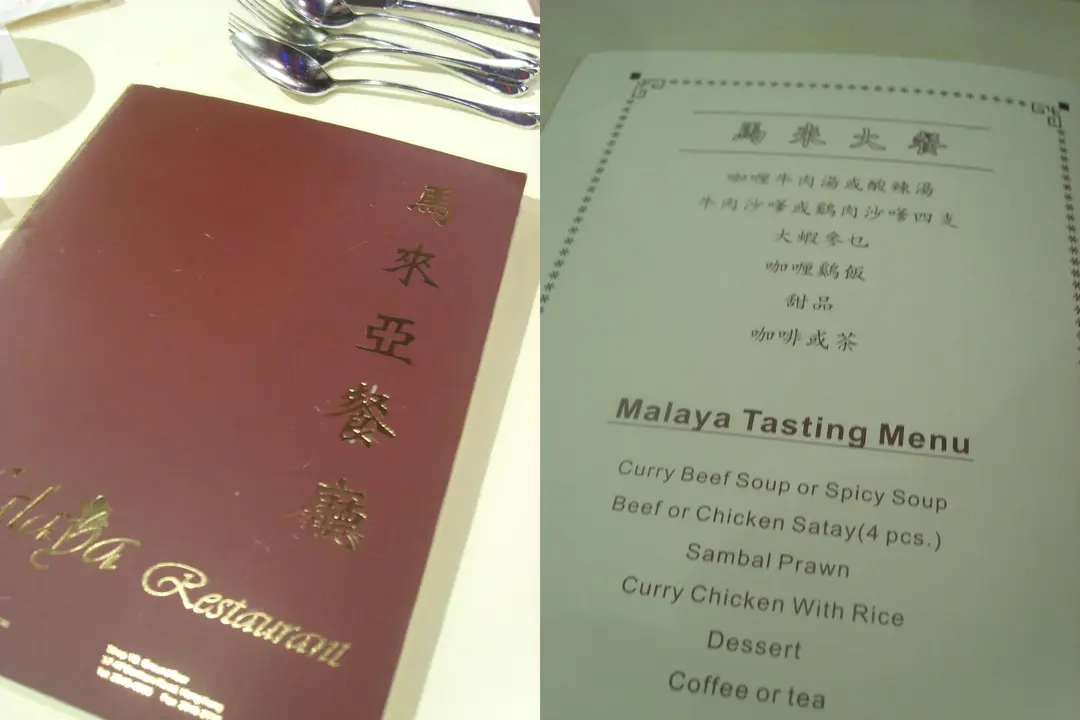 馬來亞餐廳
Restaurant
馬來大餐
咖喱牛肉湯或酸辣湯
牛肉沙嗲或鷄肉沙嗲四支
大蝦參乜
咖喱鷄飯
甜品
咖啡或茶
Malaya Tasting Menu
Curry Beef Soup or Spicy Soup
Beef or Chicken Satay(4 pcs.)
Sambal Prawn
Curry Chicken With Rice
Dessert
Coffee or tea